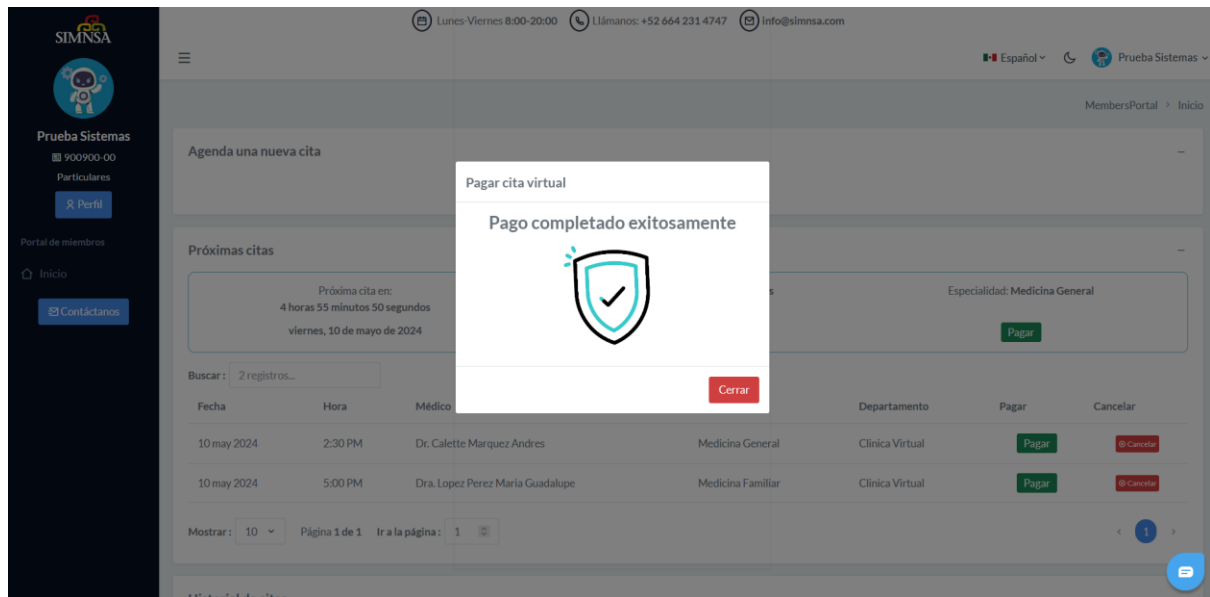 Lunes-Viernes 8:00-20:00 Llámanos: +52 664 231 4747 info@simnsa.com
SIMNSA
Español Prueba Sistemas
MembersPortal > Inicio
Prueba Sistemas
900900-00
Particulares
Perfil
Portal de miembros
Inicio
Contáctanos
Agenda una nueva cita
Pagar cita virtual
Pago completado exitosamente
Cerrar
Próximas citas
Próxima cita en:
4 horas 55 minutos 50 segundos
viernes, 10 de mayo de 2024
Especialidad: Medicina General
Pagar
Buscar : 2 registros...
Fecha Hora Médico Departamento Pagar Cancelar
10 may 2024 2:30 PM Dr. Calette Marquez Andres Medicina General Clinica Virtual Pagar Cancelar
10 may 2024 5:00 PM Dra. Lopez Perez Maria Guadalupe Medicina Familiar Clinica Virtual Pagar Cancelar
Mostrar : 10 Página 1 de 1 Ir a la página : 1 < 1 >